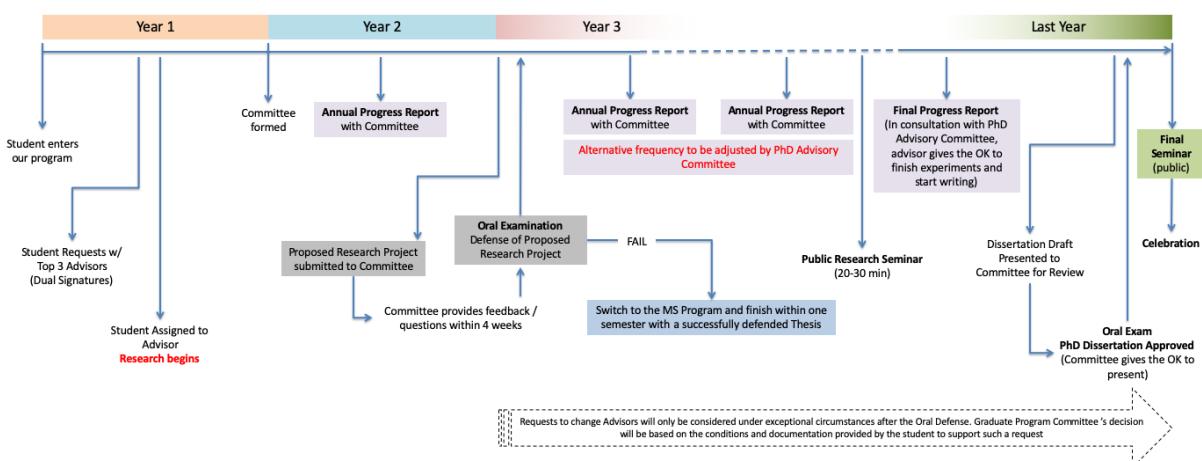 Year 1
Year 2
Year 3
Last Year
Student enters
our program
Student Requests w/
Top 3 Advisors
(Dual Signatures)
Student Assigned to
Advisor
Research begins
Committee
formed
Annual Progress Report
with Committee
Proposed Research Project
submitted to Committee
Committee provides feedback /
questions within 4 weeks
Oral Examination
Defense of Proposed
Research Project
FAIL
Switch to the MS Program and finish within one
semester with a successfully defended Thesis
Annual Progress Report
with Committee
Annual Progress Report
with Committee
Alternative frequency to be adjusted by PhD Advisory
Committee
Public Research Seminar
(20-30 min)
Final Progress Report
(In consultation with PhD
Advisory Committee,
advisor gives the OK to
finish experiments and
start writing)
Dissertation Draft
Presented to
Committee for Review
Oral Exam
PhD Dissertation Approved
(Committee gives the OK to
present)
Final
Seminar
(public)
Celebration
Requests to change Advisors will only be considered under exceptional circumstances after the Oral Defense. Graduate Program Committee 's decision
will be based on the conditions and documentation provided by the student to support such a request